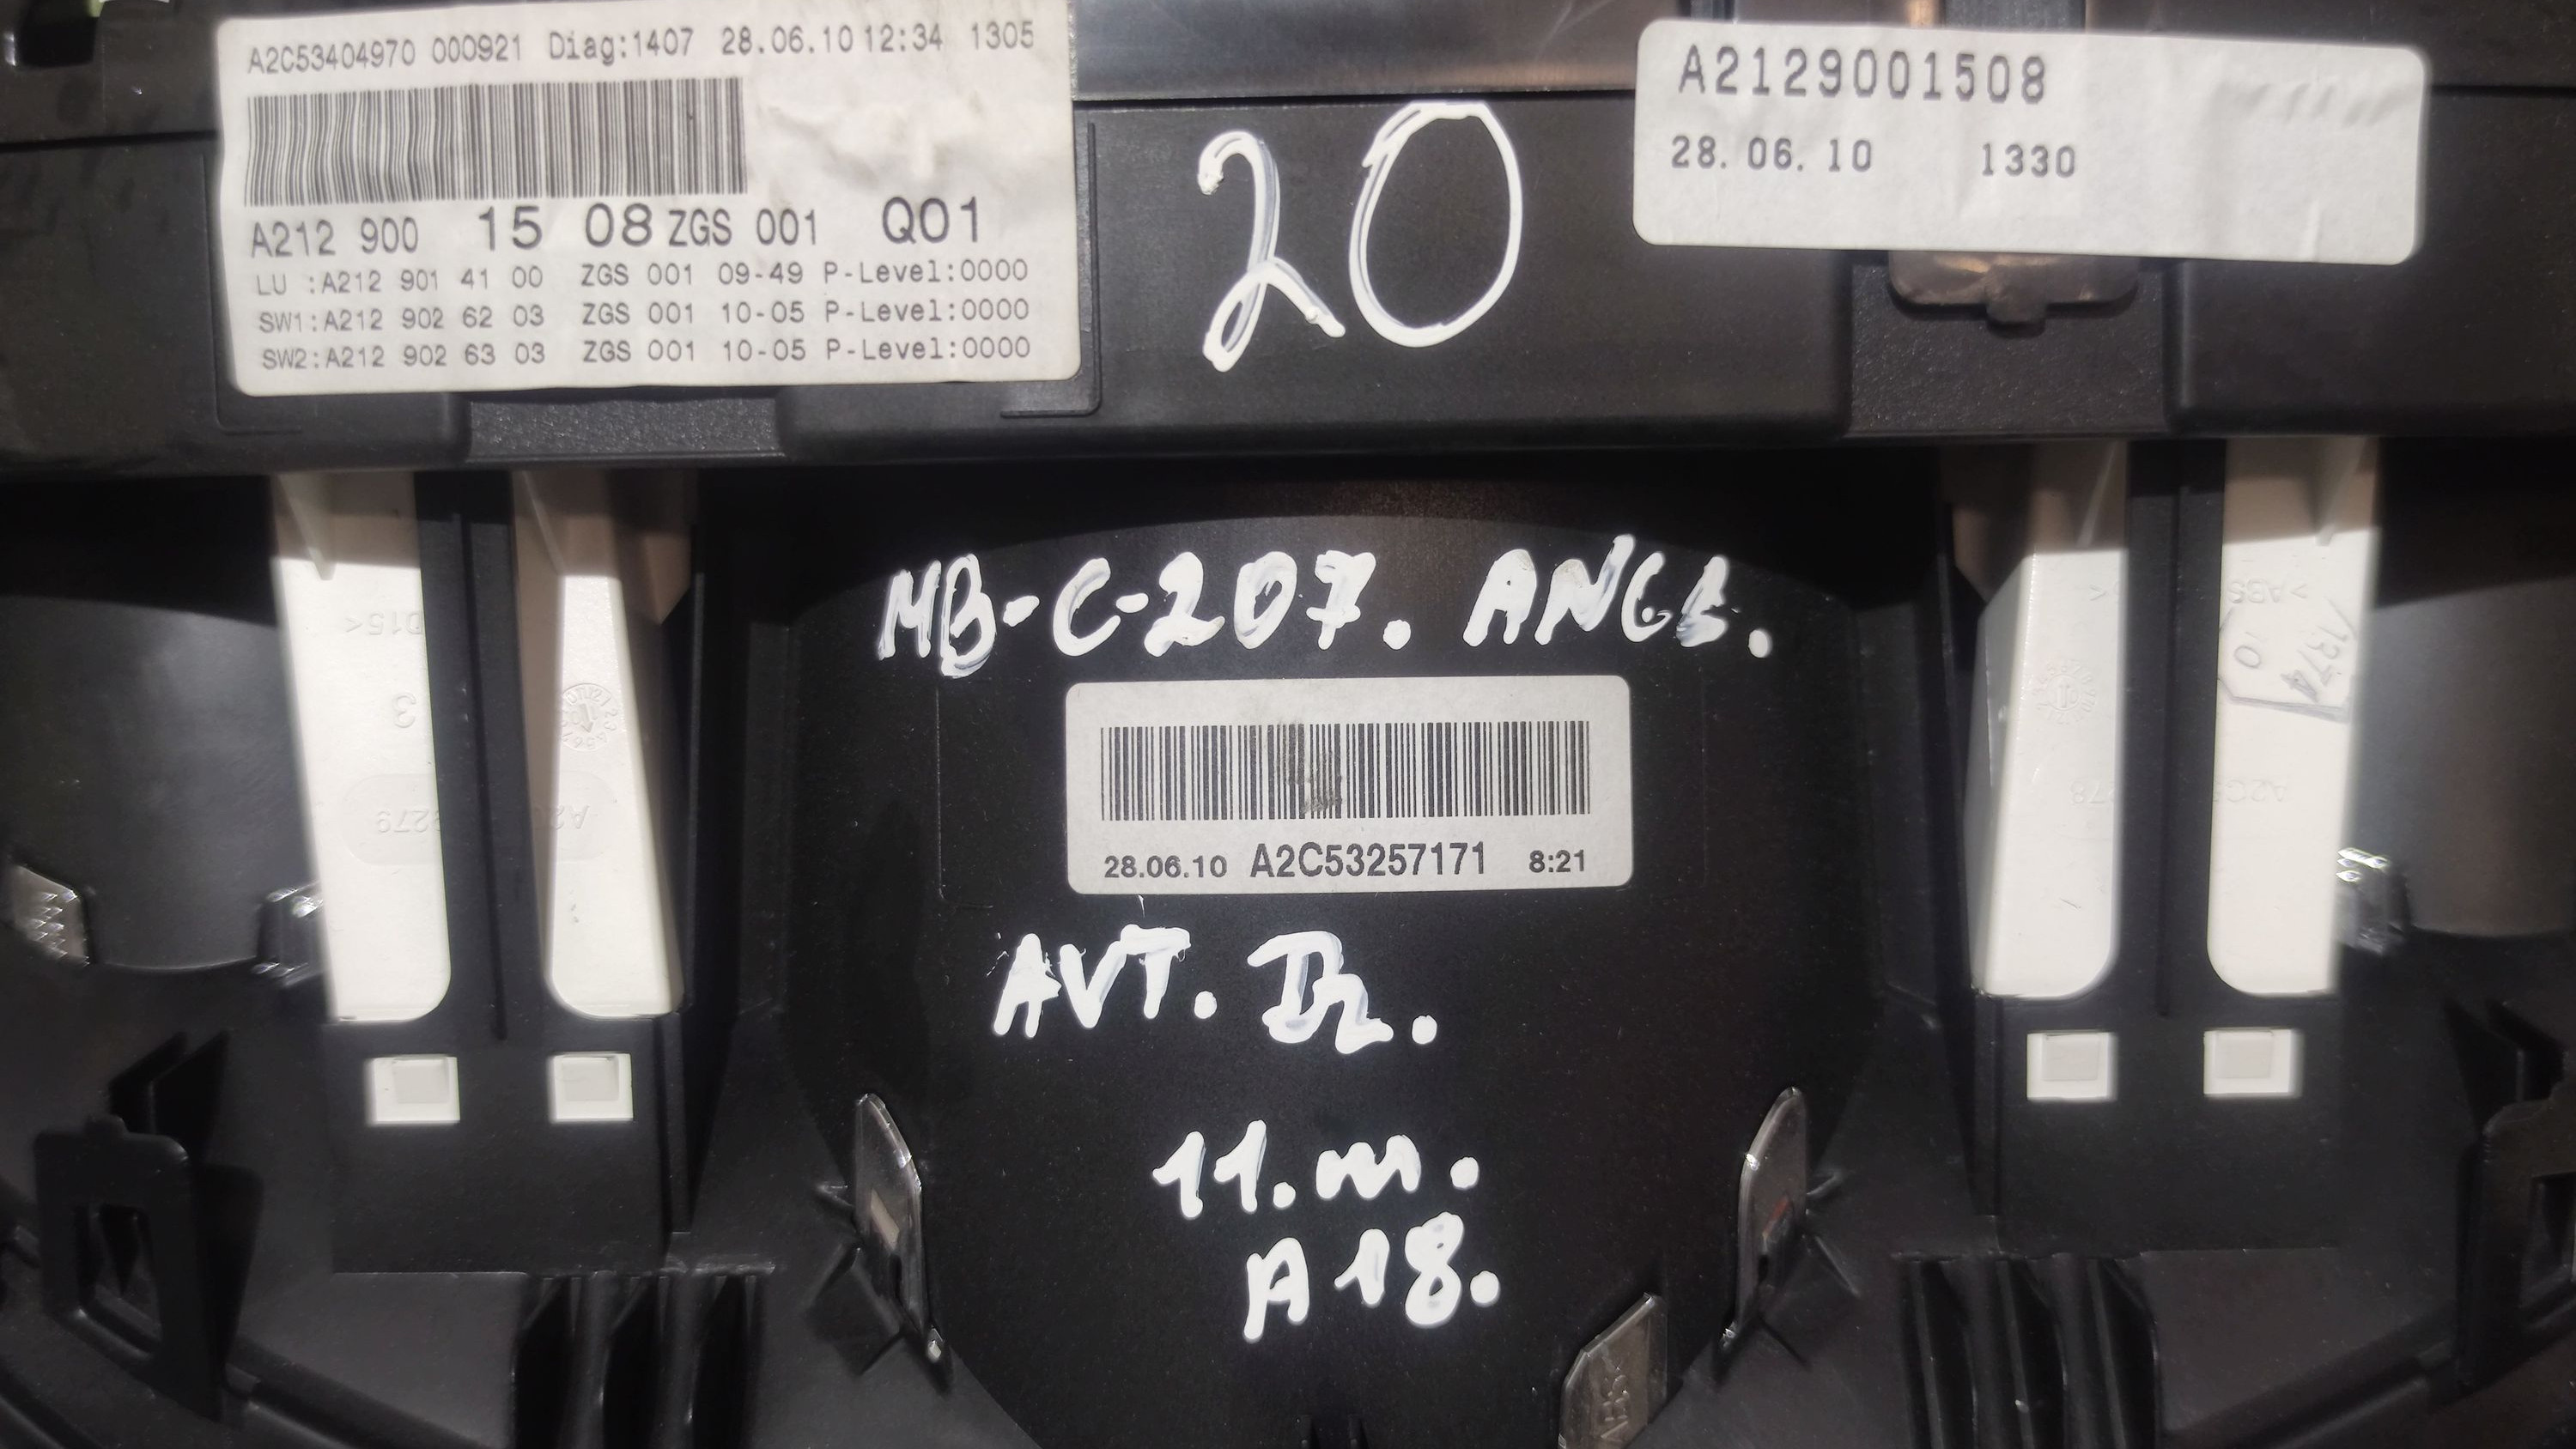 A2C53404970 000921 Diag:1407 28.06.10 12:34 1305
A212 900 15 08 ZGS 001 Q01
LU :A212 901 41 00 ZGS 001 09-49 P-Level:0000
SW1:A212 902 62 03 ZGS 001 10-05 P-Level:0000
SW2:A212 902 63 03 ZGS 001 10-05 P-Level:0000
20
A2129001508
28.06.10 1330
MB-C-207. ANGL.
28.06.10 A2C53257171 8:21
AVT. Dz.
11.m.
A18.
>ABS<
1374